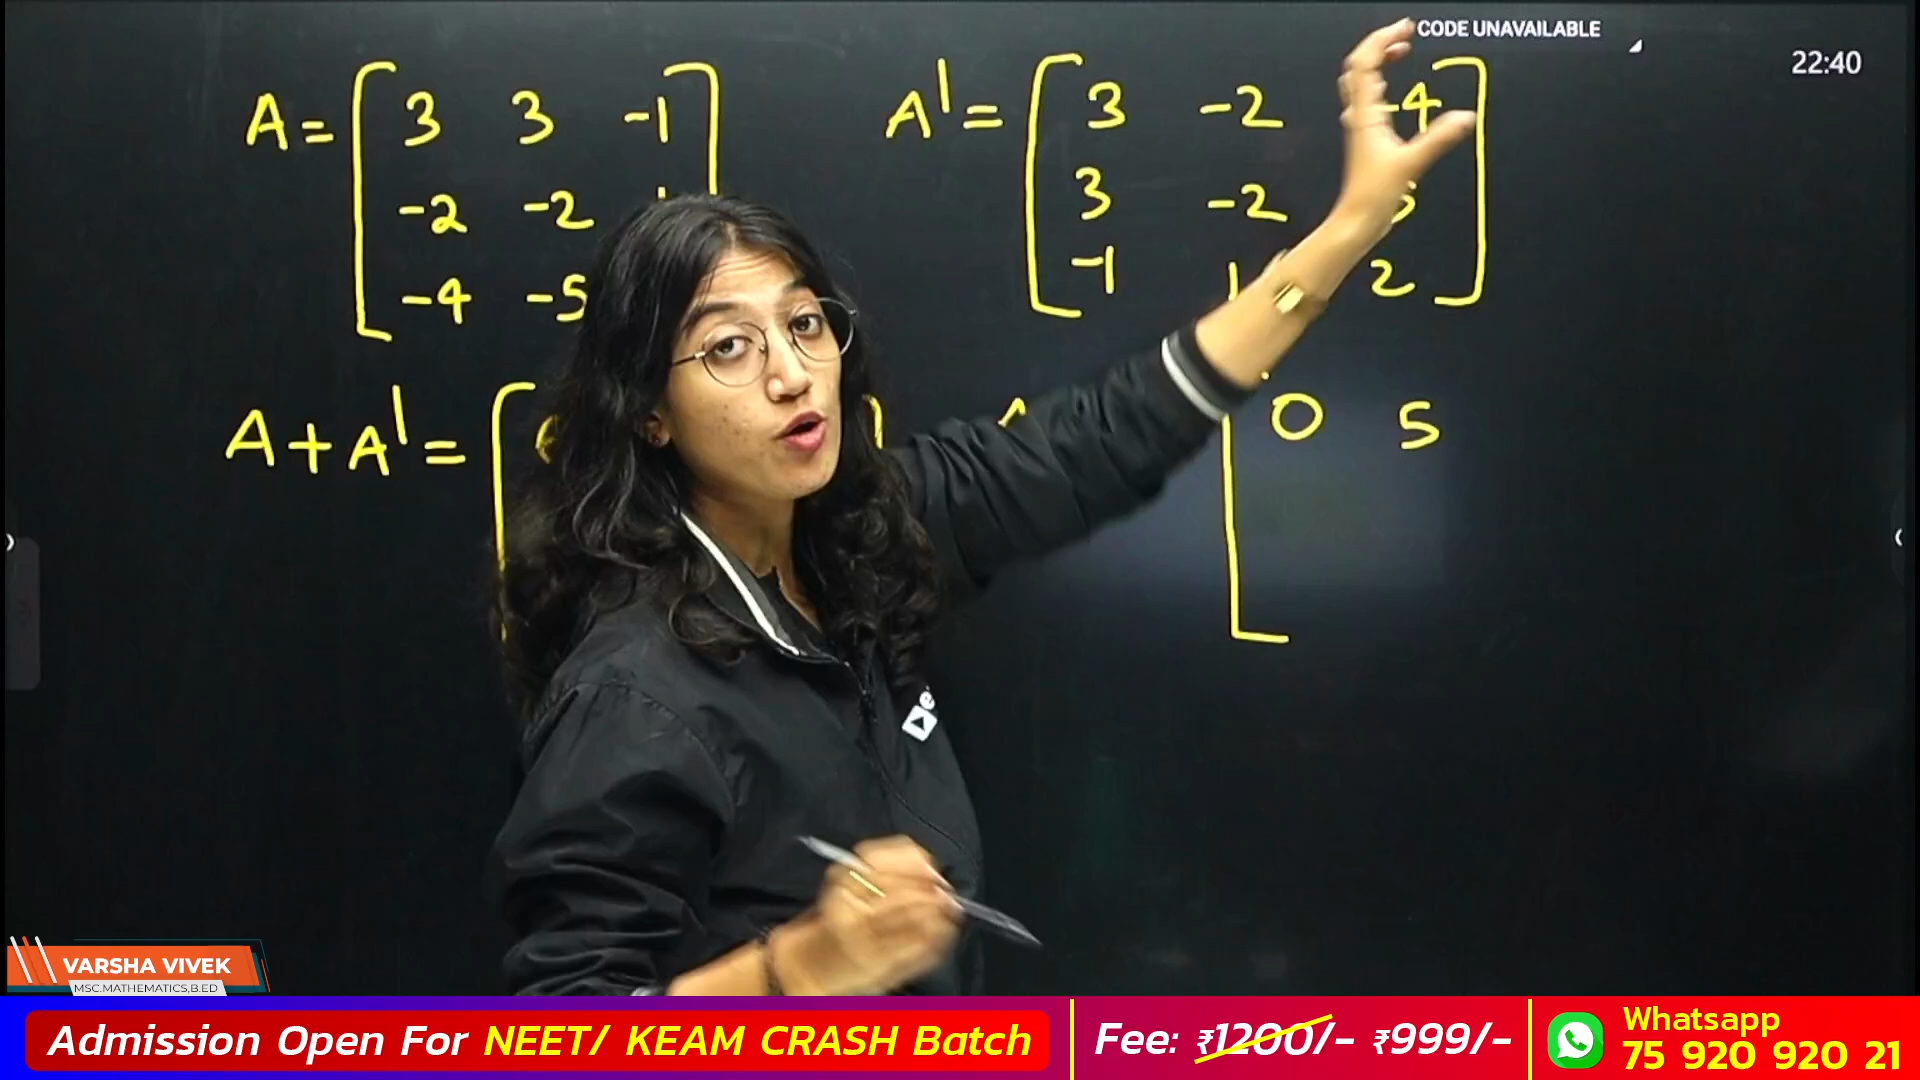 CODE UNAVAILABLE
22:40
A = [ 3 3 -1 ]
-2 -2
-4 -5
A' = [ 3 -2 -4 ]
3 -2
-1 1 2
A + A' = [
0 5
VARSHA VIVEK
MSC.MATHEMATICS,B.ED
Admission Open For NEET/ KEAM CRASH Batch
Fee: ₹1200/- ₹999/-
Whatsapp
75 920 920 21